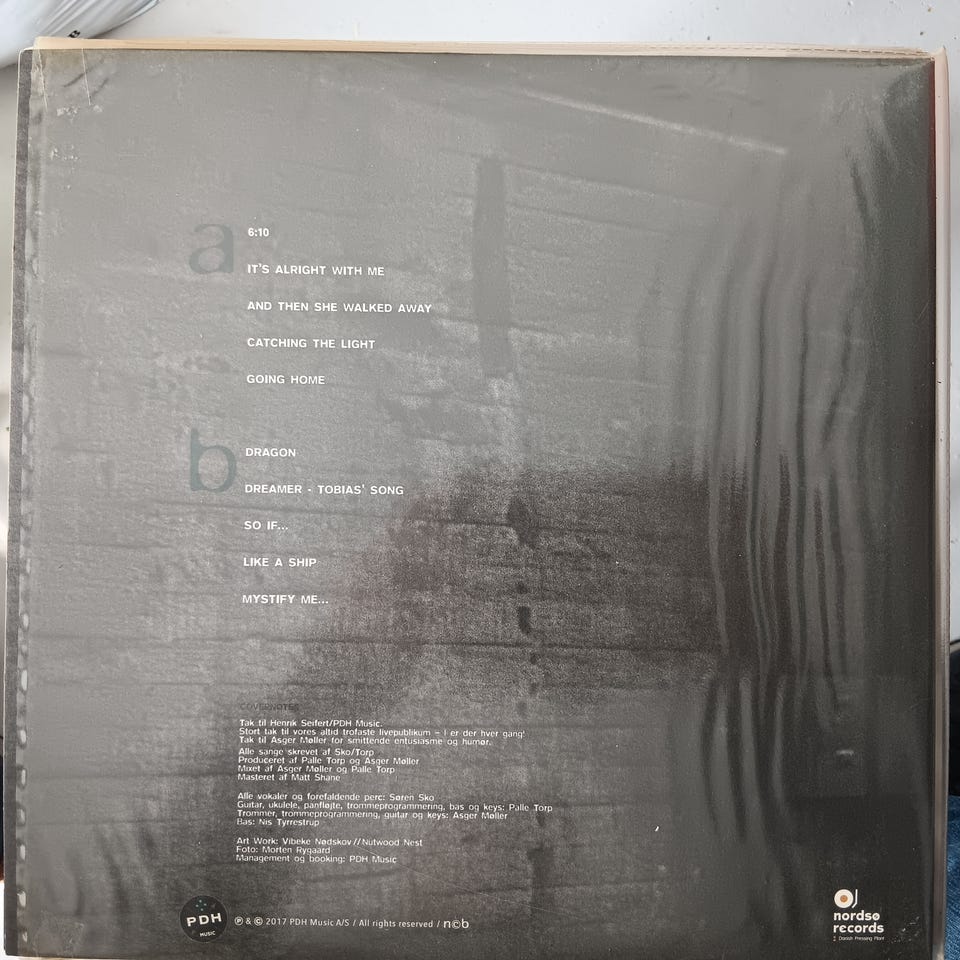 a
6:10
IT'S ALRIGHT WITH ME
AND THEN SHE WALKED AWAY
CATCHING THE LIGHT
GOING HOME
b
DRAGON
DREAMER - TOBIAS' SONG
SO IF...
LIKE A SHIP
MYSTIFY ME...
COVERNOTES
Tak til Henrik Seifert/PDH Music.
Stort tak til vores altid trofaste livepublikum – I er der hver gang!
Tak til Asger Møller for smittende entusiasme og humør.
Alle sange skrevet af Sko/Torp
Produceret af Palle Torp og Asger Møller
Mixet af Asger Møller og Palle Torp
Masteret af Matt Shane
Alle vokaler og forefaldende perc: Søren Sko
Guitar, ukulele, panfløjte, trommeprogrammering, bas og keys: Palle Torp
Trommer, trommeprogrammering, guitar og keys: Asger Møller
Bas: Nis Tyrrestrup
Art Work: Vibeke Nødskov//Nutwood Nest
Foto: Morten Rygaard
Management og booking: PDH Music
PDH
MUSIC
℗ & © 2017 PDH Music A/S / All rights reserved / n©b
nordsø
records
Danish Pressing Plant